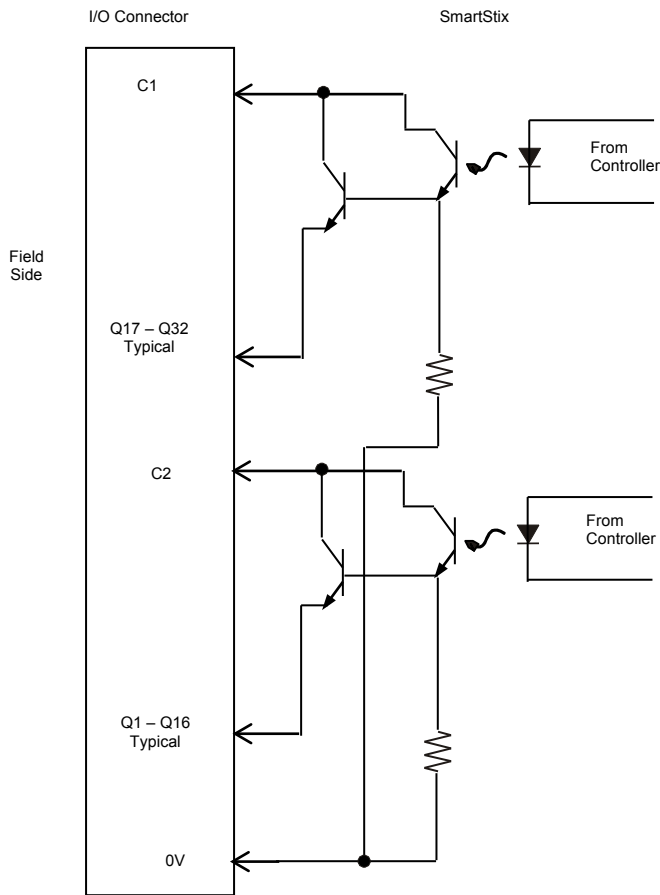 I/O Connector
SmartStix
C1
From
Controller
Field
Side
Q17 – Q32
Typical
C2
From
Controller
Q1 – Q16
Typical
0V